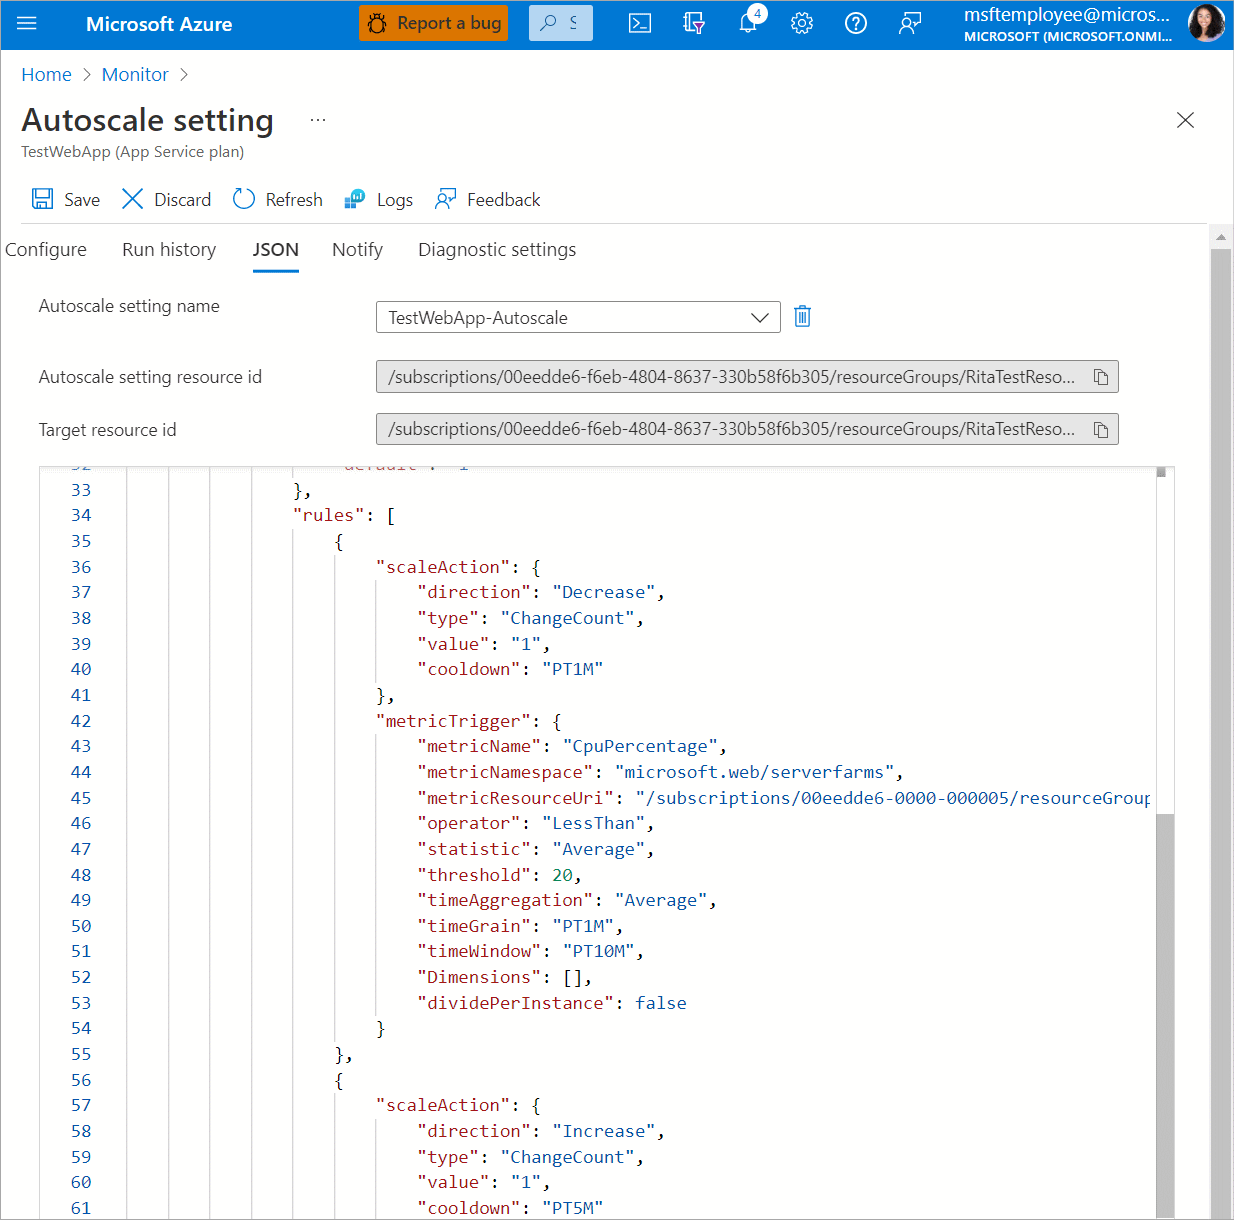 Microsoft Azure
Report a bug
S
4
msftemployee@micros...
MICROSOFT (MICROSOFT.ONMI...
Home > Monitor >
Autoscale setting ...
TestWebApp (App Service plan)
Save Discard Refresh Logs Feedback
Configure Run history JSON Notify Diagnostic settings
Autoscale setting name
TestWebApp-Autoscale
Autoscale setting resource id
/subscriptions/00eedde6-f6eb-4804-8637-330b58f6b305/resourceGroups/RitaTestReso...
Target resource id
/subscriptions/00eedde6-f6eb-4804-8637-330b58f6b305/resourceGroups/RitaTestReso...
33 },
34 "rules": [
35 {
36 "scaleAction": {
37 "direction": "Decrease",
38 "type": "ChangeCount",
39 "value": "1",
40 "cooldown": "PT1M"
41 },
42 "metricTrigger": {
43 "metricName": "CpuPercentage",
44 "metricNamespace": "microsoft.web/serverfarms",
45 "metricResourceUri": "/subscriptions/00eedde6-0000-000005/resourceGroup
46 "operator": "LessThan",
47 "statistic": "Average",
48 "threshold": 20,
49 "timeAggregation": "Average",
50 "timeGrain": "PT1M",
51 "timeWindow": "PT10M",
52 "Dimensions": [],
53 "dividePerInstance": false
54 }
55 },
56 {
57 "scaleAction": {
58 "direction": "Increase",
59 "type": "ChangeCount",
60 "value": "1",
61 "cooldown": "PT5M"